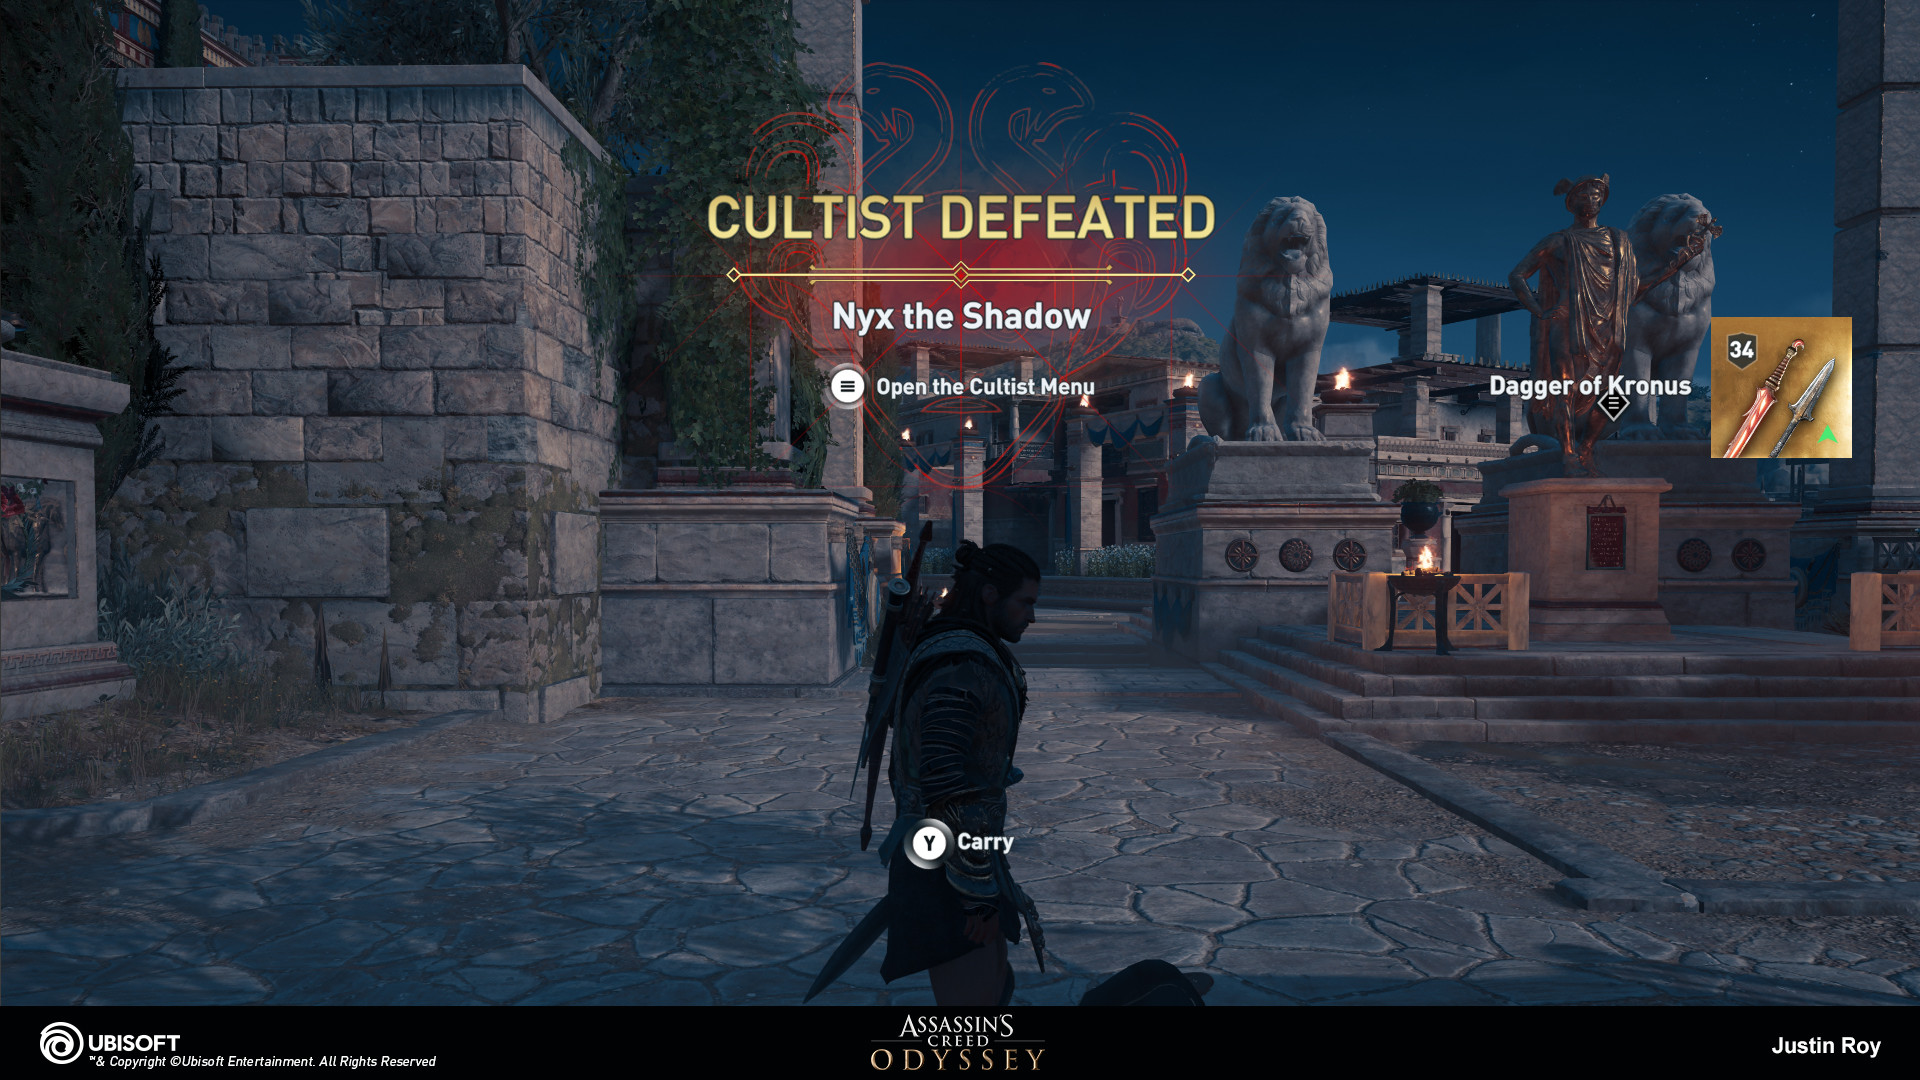 CULTIST DEFEATED
Nyx the Shadow
Open the Cultist Menu
34
Dagger of Kronus
Y Carry
UBISOFT
™& Copyright ©Ubisoft Entertainment. All Rights Reserved
ASSASSIN'S
CREED
ODYSSEY
Justin Roy